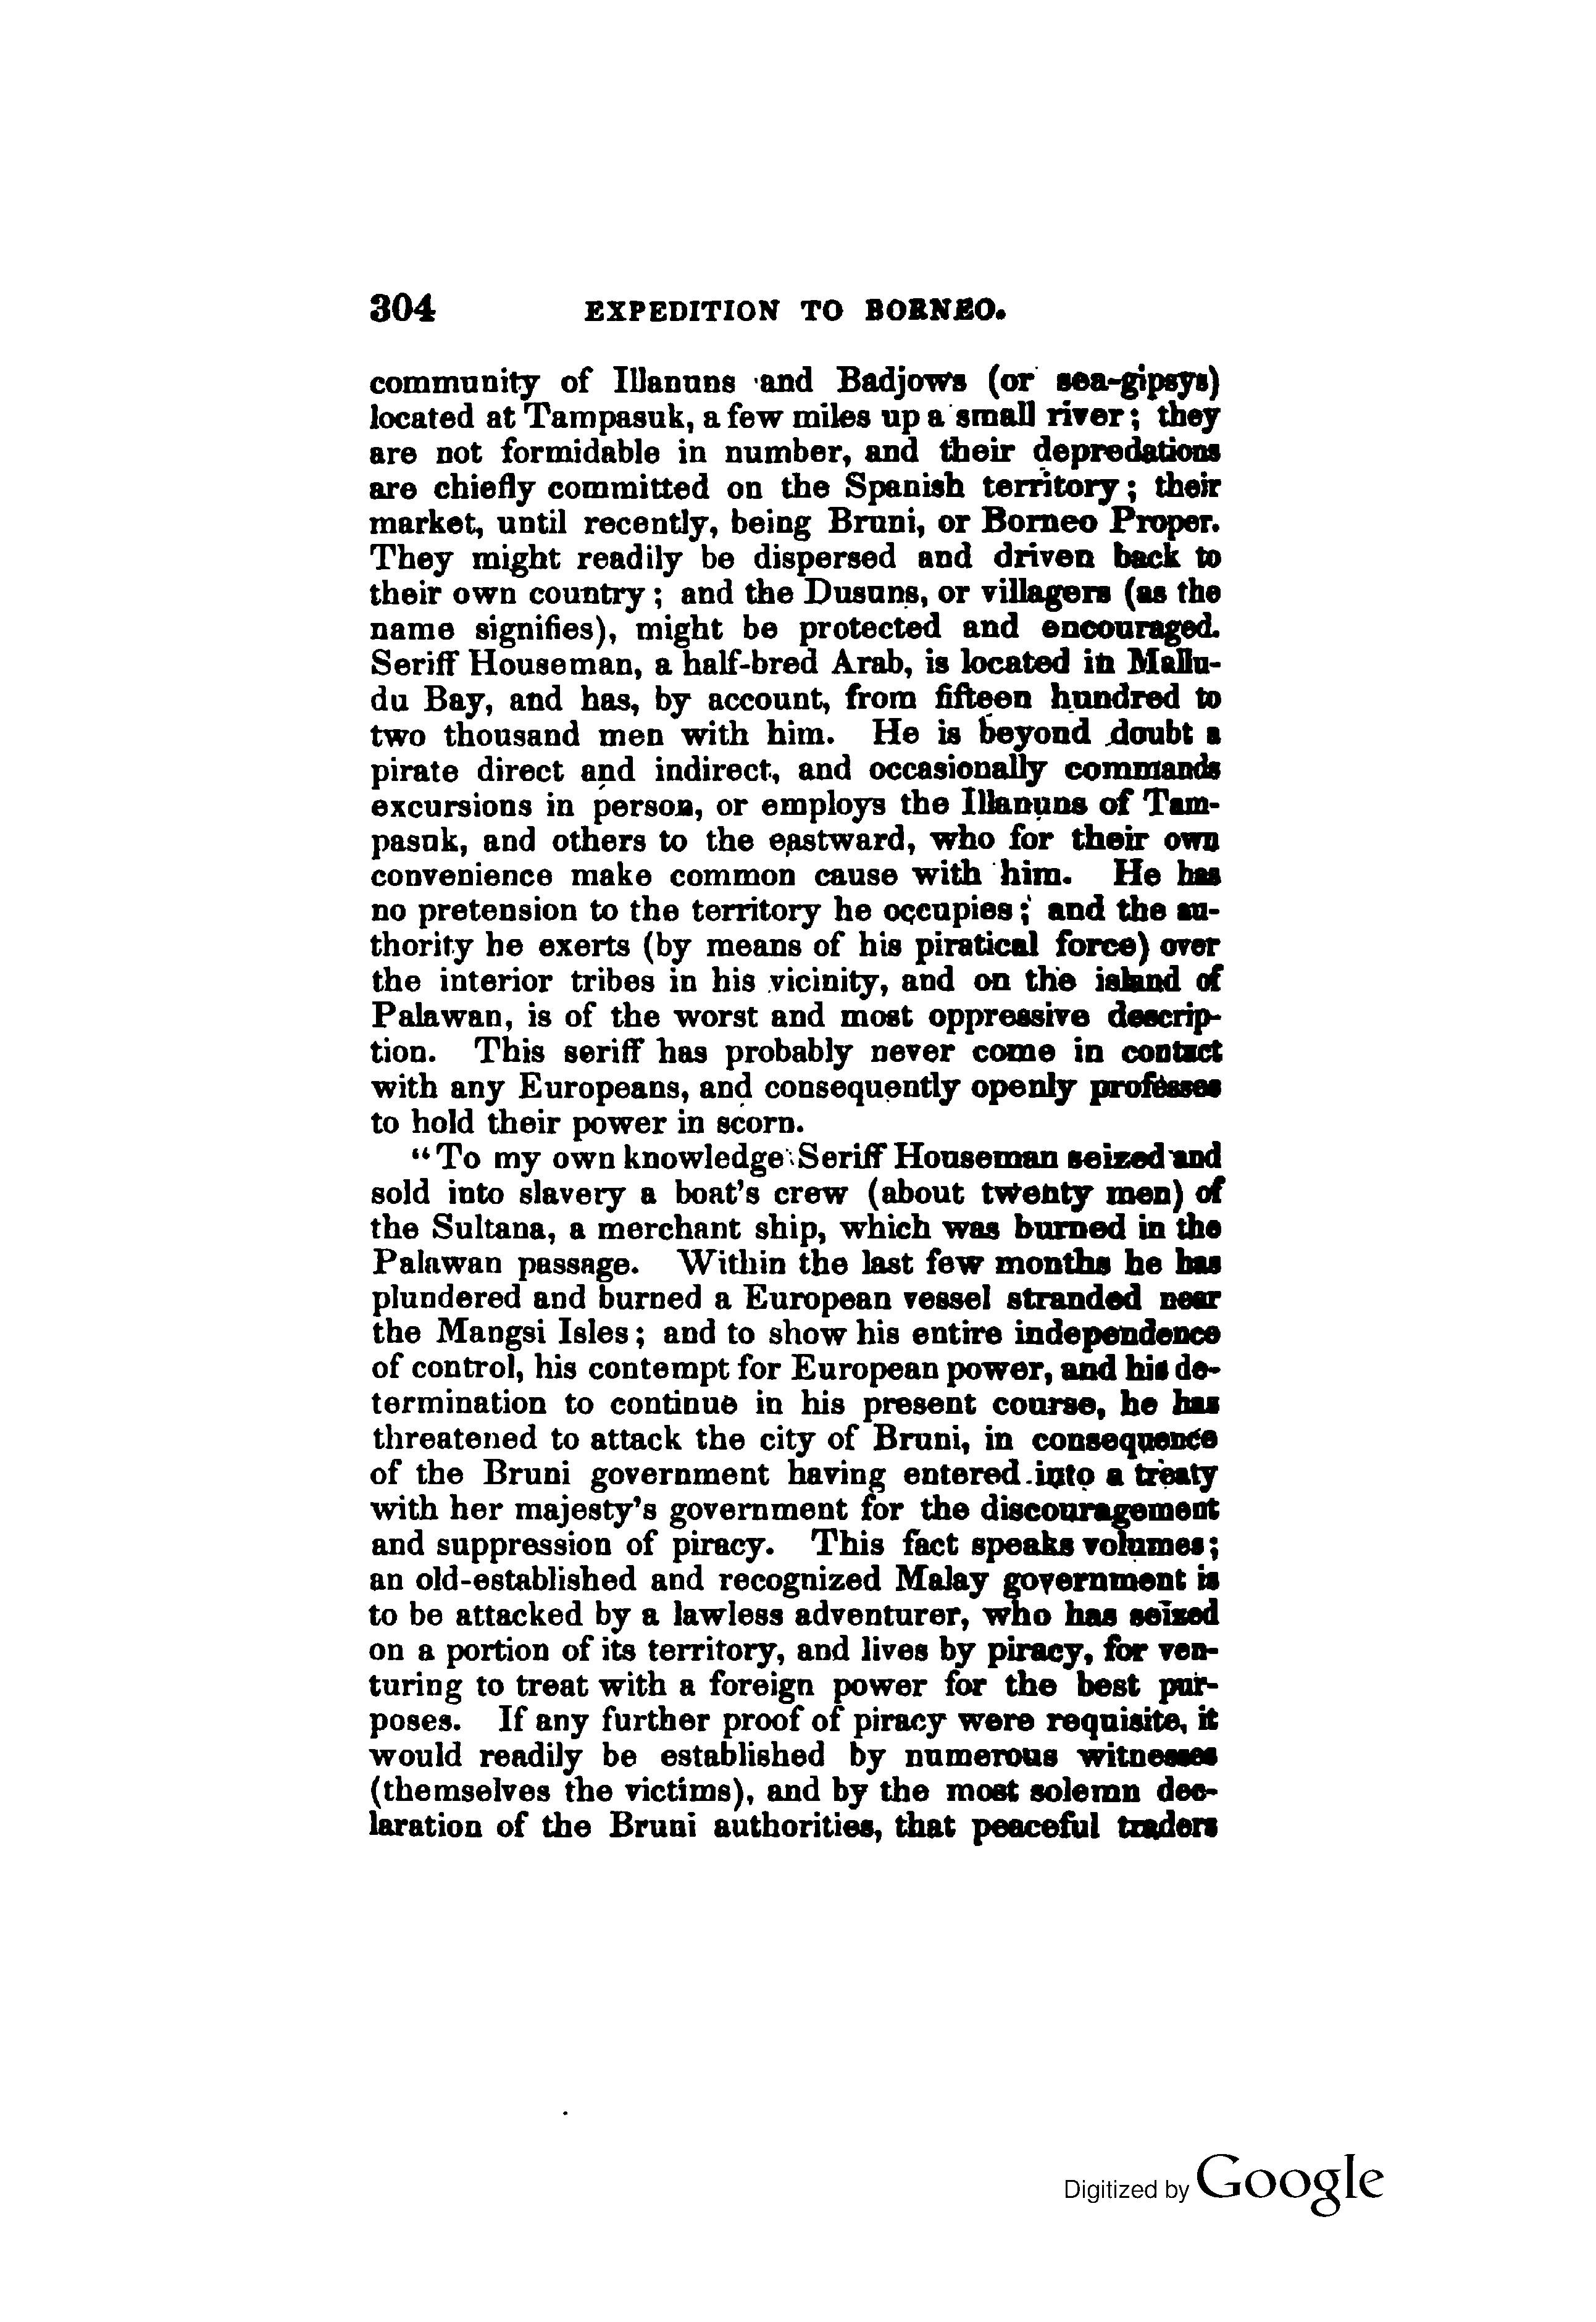 304 EXPEDITION TO BORNEO.
community of Illanuns and Badjows (or sea-gipsys)
located at Tampasuk, a few miles up a small river; they
are not formidable in number, and their depredations
are chiefly committed on the Spanish territory; their
market, until recently, being Bruni, or Borneo Proper.
They might readily be dispersed and driven back to
their own country; and the Dusuns, or villagers (as the
name signifies), might be protected and encouraged.
Seriff Houseman, a half-bred Arab, is located in Mallu-
du Bay, and has, by account, from fifteen hundred to
two thousand men with him. He is beyond doubt a
pirate direct and indirect, and occasionally commands
excursions in person, or employs the Illanuns of Tam-
pasuk, and others to the eastward, who for their own
convenience make common cause with him. He has
no pretension to the territory he occupies; and the au-
thority he exerts (by means of his piratical force) over
the interior tribes in his vicinity, and on the island of
Palawan, is of the worst and most oppressive descrip-
tion. This seriff has probably never come in contact
with any Europeans, and consequently openly professes
to hold their power in scorn.
"To my own knowledge Seriff Houseman seized and
sold into slavery a boat's crew (about twenty men) of
the Sultana, a merchant ship, which was burned in the
Palawan passage. Within the last few months he has
plundered and burned a European vessel stranded near
the Mangsi Isles; and to show his entire independence
of control, his contempt for European power, and his de-
termination to continue in his present course, he has
threatened to attack the city of Bruni, in consequence
of the Bruni government having entered into a treaty
with her majesty's government for the discouragement
and suppression of piracy. This fact speaks volumes;
an old-established and recognized Malay government is
to be attacked by a lawless adventurer, who has seized
on a portion of its territory, and lives by piracy, for ven-
turing to treat with a foreign power for the best pur-
poses. If any further proof of piracy were requisite, it
would readily be established by numerous witnesses
(themselves the victims), and by the most solemn dec-
laration of the Bruni authorities, that peaceful traders
Digitized by Google